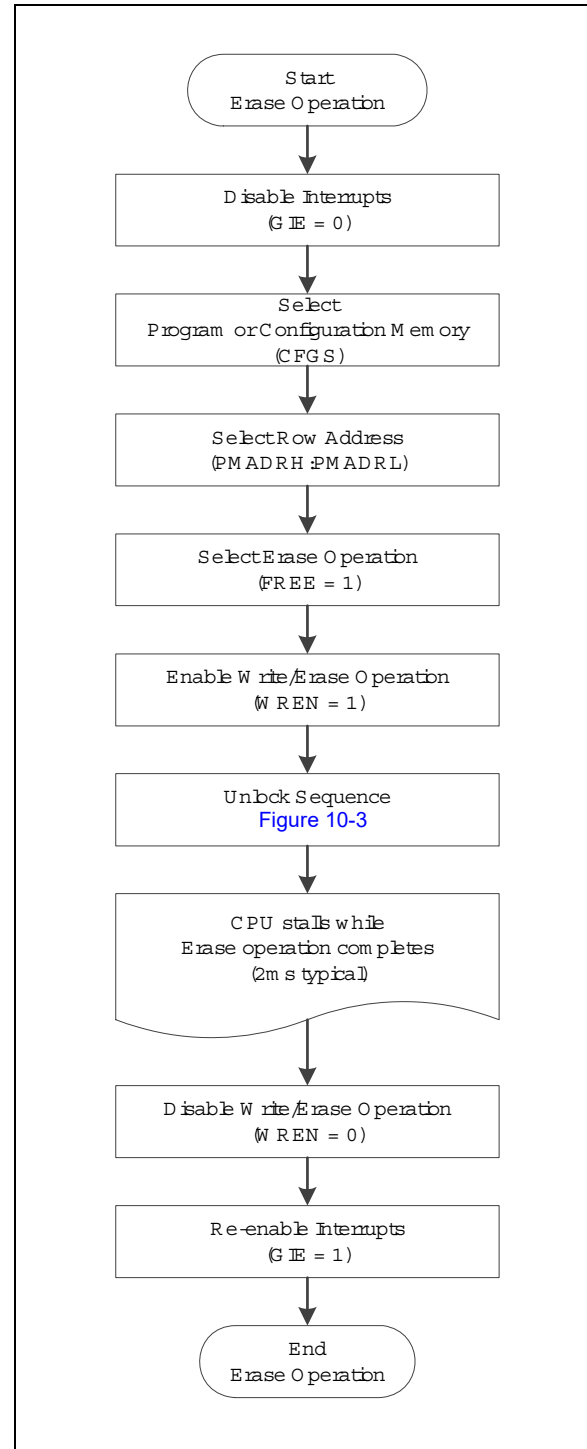 Start
Erase Operation
Disable Interrupts
(GIE = 0)
Select
Program or Configuration Memory
(CFGS)
Select Row Address
(PMADRH:PMADRL)
Select Erase Operation
(FREE = 1)
Enable Write/Erase Operation
(WREN = 1)
Unlock Sequence
Figure 10-3
CPU stalls while
Erase operation completes
(2ms typical)
Disable Write/Erase Operation
(WREN = 0)
Re-enable Interrupts
(GIE = 1)
End
Erase Operation